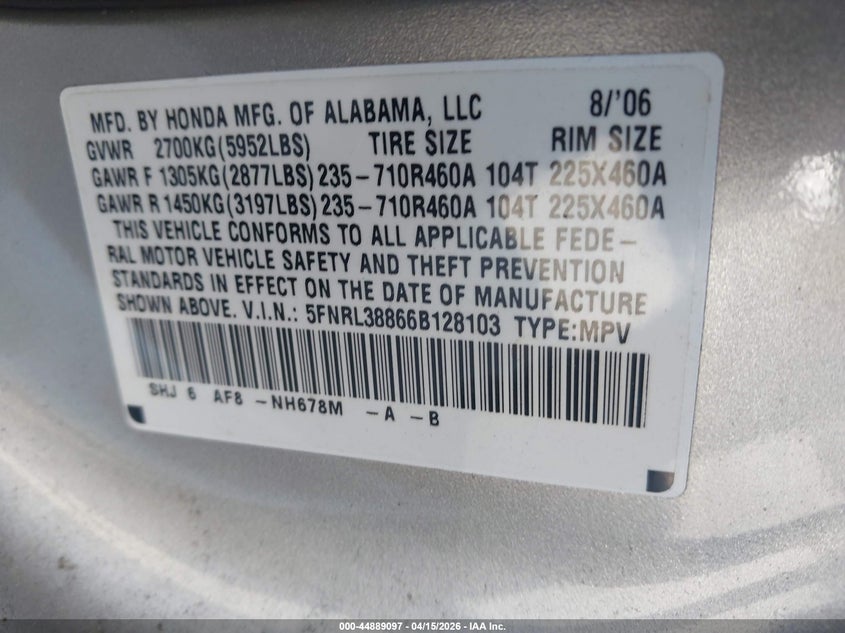 MFD. BY HONDA MFG. OF ALABAMA, LLC 8/'06
GVWR 2700KG(5952LBS) TIRE SIZE RIM SIZE
GAWR F 1305KG(2877LBS) 235-710R460A 104T 225X460A
GAWR R 1450KG(3197LBS) 235-710R460A 104T 225X460A
THIS VEHICLE CONFORMS TO ALL APPLICABLE FEDE-
RAL MOTOR VEHICLE SAFETY AND THEFT PREVENTION
STANDARDS IN EFFECT ON THE DATE OF MANUFACTURE
SHOWN ABOVE. V.I.N.: 5FNRL38866B128103 TYPE:MPV
SHJ 6 AF8 -NH678M -A -B
000-44889097 - 04/15/2026 - IAA Inc.